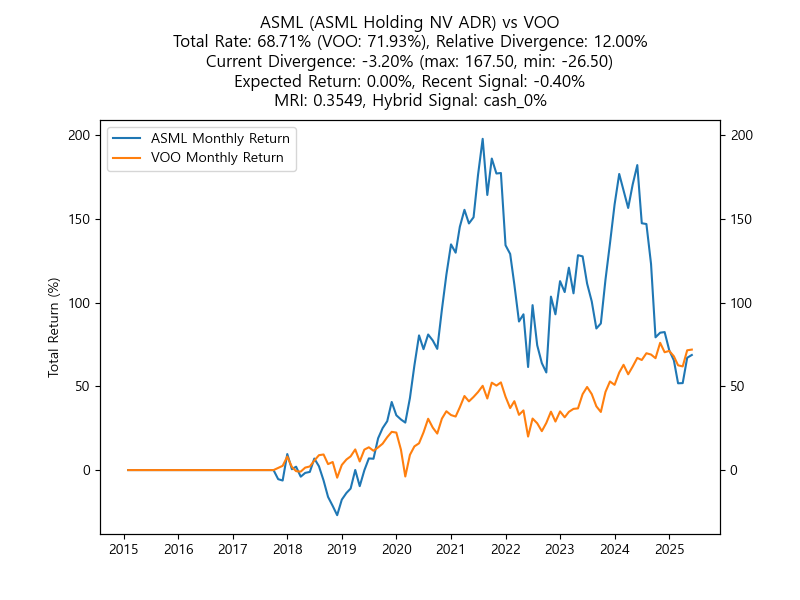 ASML (ASML Holding NV ADR) vs VOO
Total Rate: 68.71% (VOO: 71.93%), Relative Divergence: 12.00%
Current Divergence: -3.20% (max: 167.50, min: -26.50)
Expected Return: 0.00%, Recent Signal: -0.40%
MRI: 0.3549, Hybrid Signal: cash_0%
ASML Monthly Return
VOO Monthly Return
Total Return (%)
200
150
100
50
0
200
150
100
50
0
2015 2016 2017 2018 2019 2020 2021 2022 2023 2024 2025